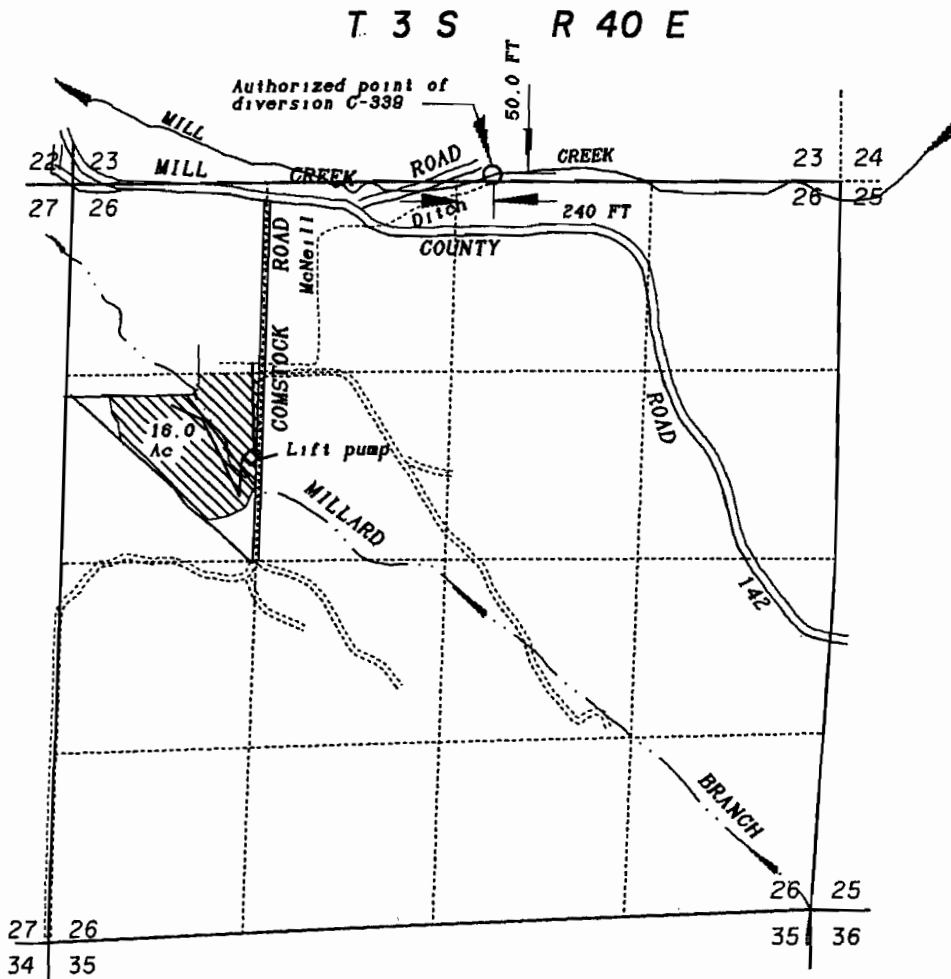 T. 3 S R 40 E
Authorized point of
diversion C-339
50.0 FT
MILL
CREEK
ROAD
CREEK
22 23
27 26
MILL
23 24
26 25
Ditch
240 FT
COUNTY
ROAD
McNeill
COMSTOCK
ROAD
16.0
Ac
Lift pump
MILLARD
142
BRANCH
27 26
34 35
26 25
35 36